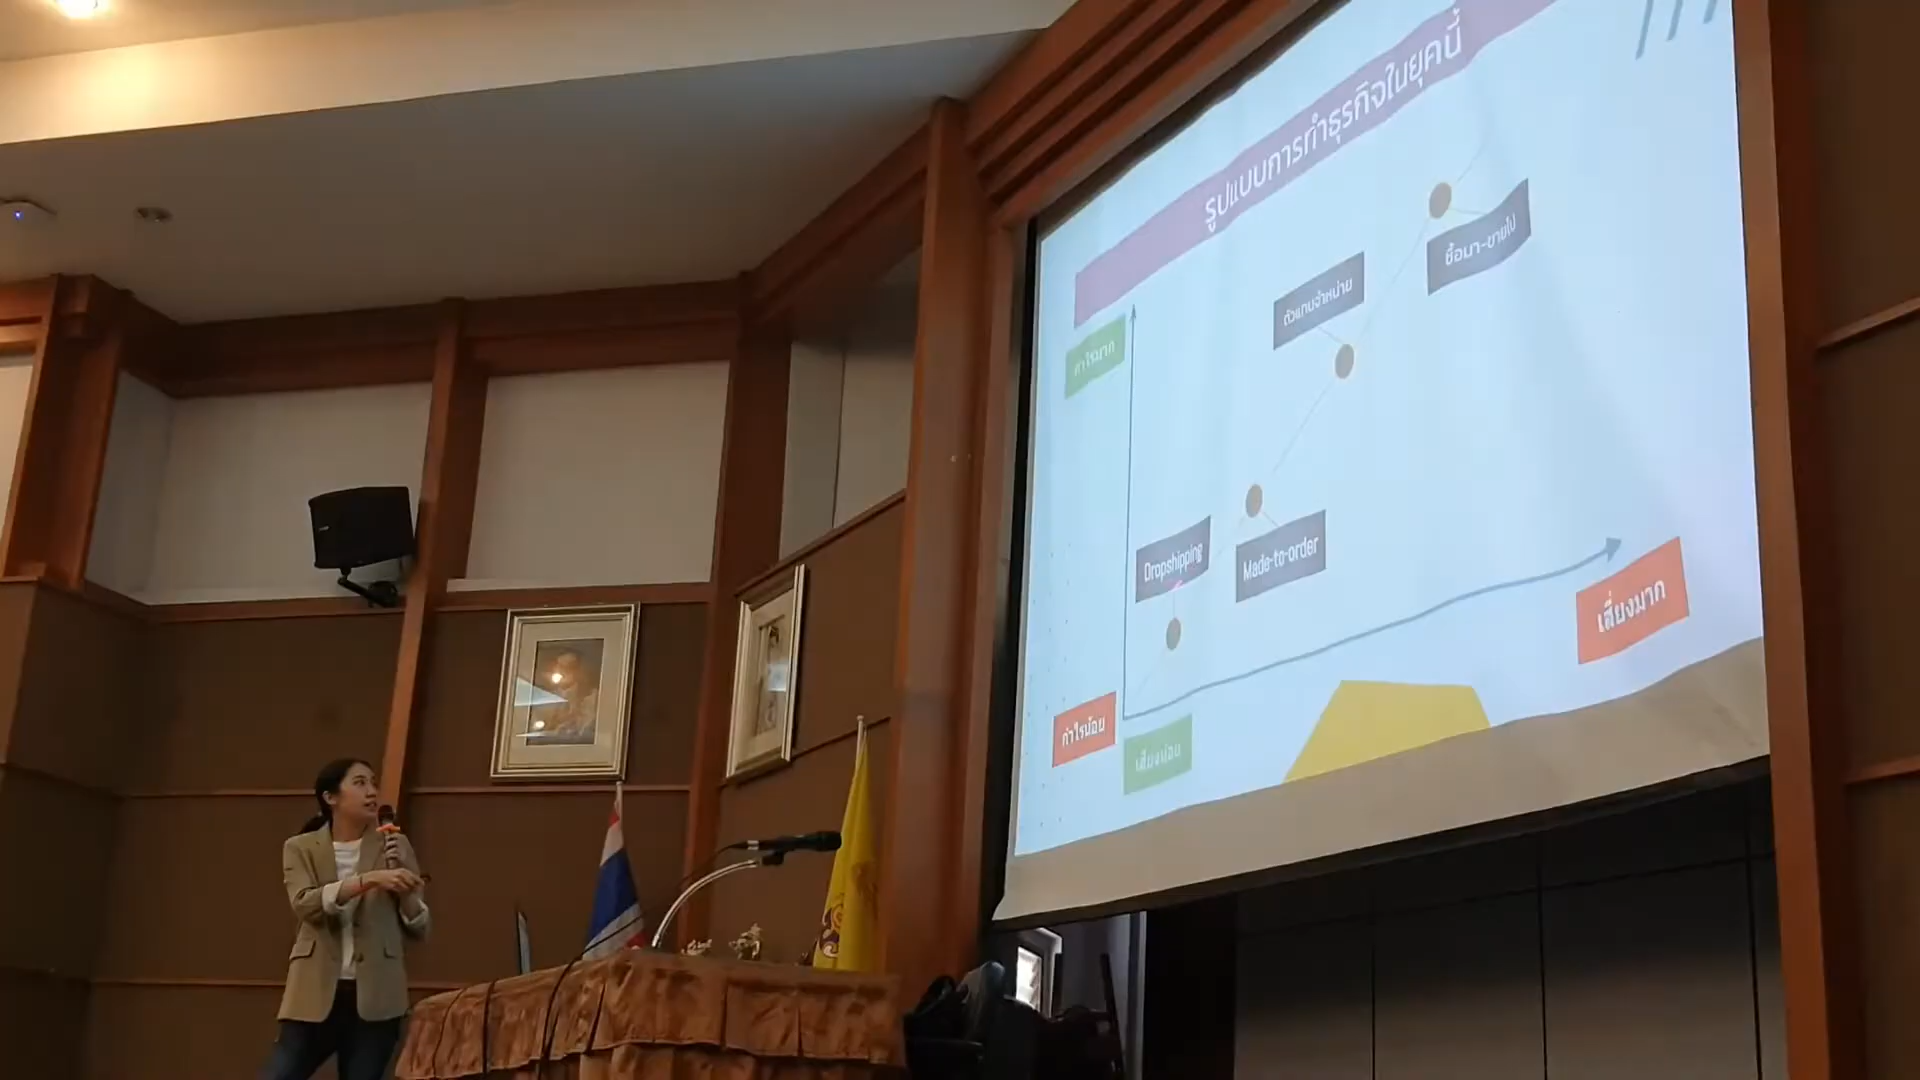 รูปแบบการทำธุรกิจในยุคนี้
กำไรมาก
ซื้อมา-ขายไป
ตัวแทนจำหน่าย
Dropshipping
Made-to-order
เสี่ยงมาก
กำไรน้อย
เสี่ยงน้อย